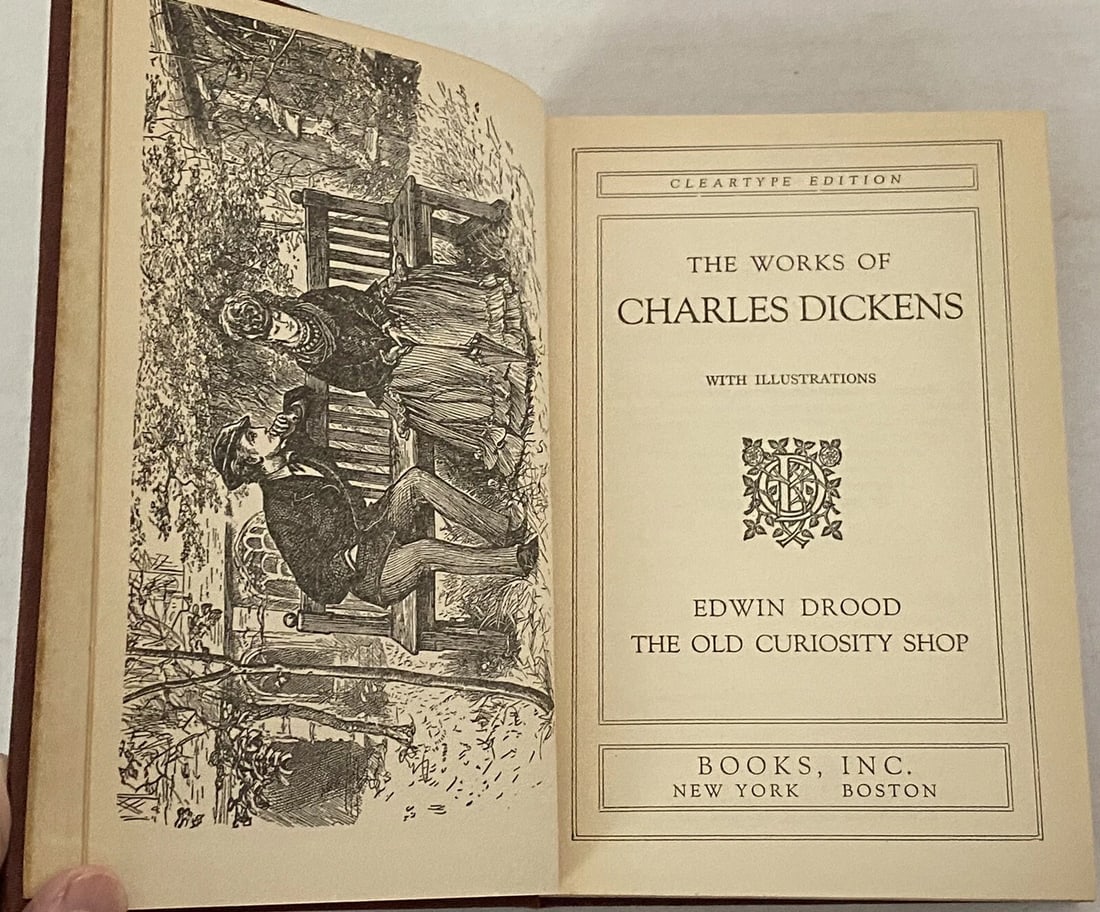 CLEARTYPE EDITION
THE WORKS OF
CHARLES DICKENS
WITH ILLUSTRATIONS
EDWIN DROOD
THE OLD CURIOSITY SHOP
BOOKS, INC.
NEW YORK BOSTON